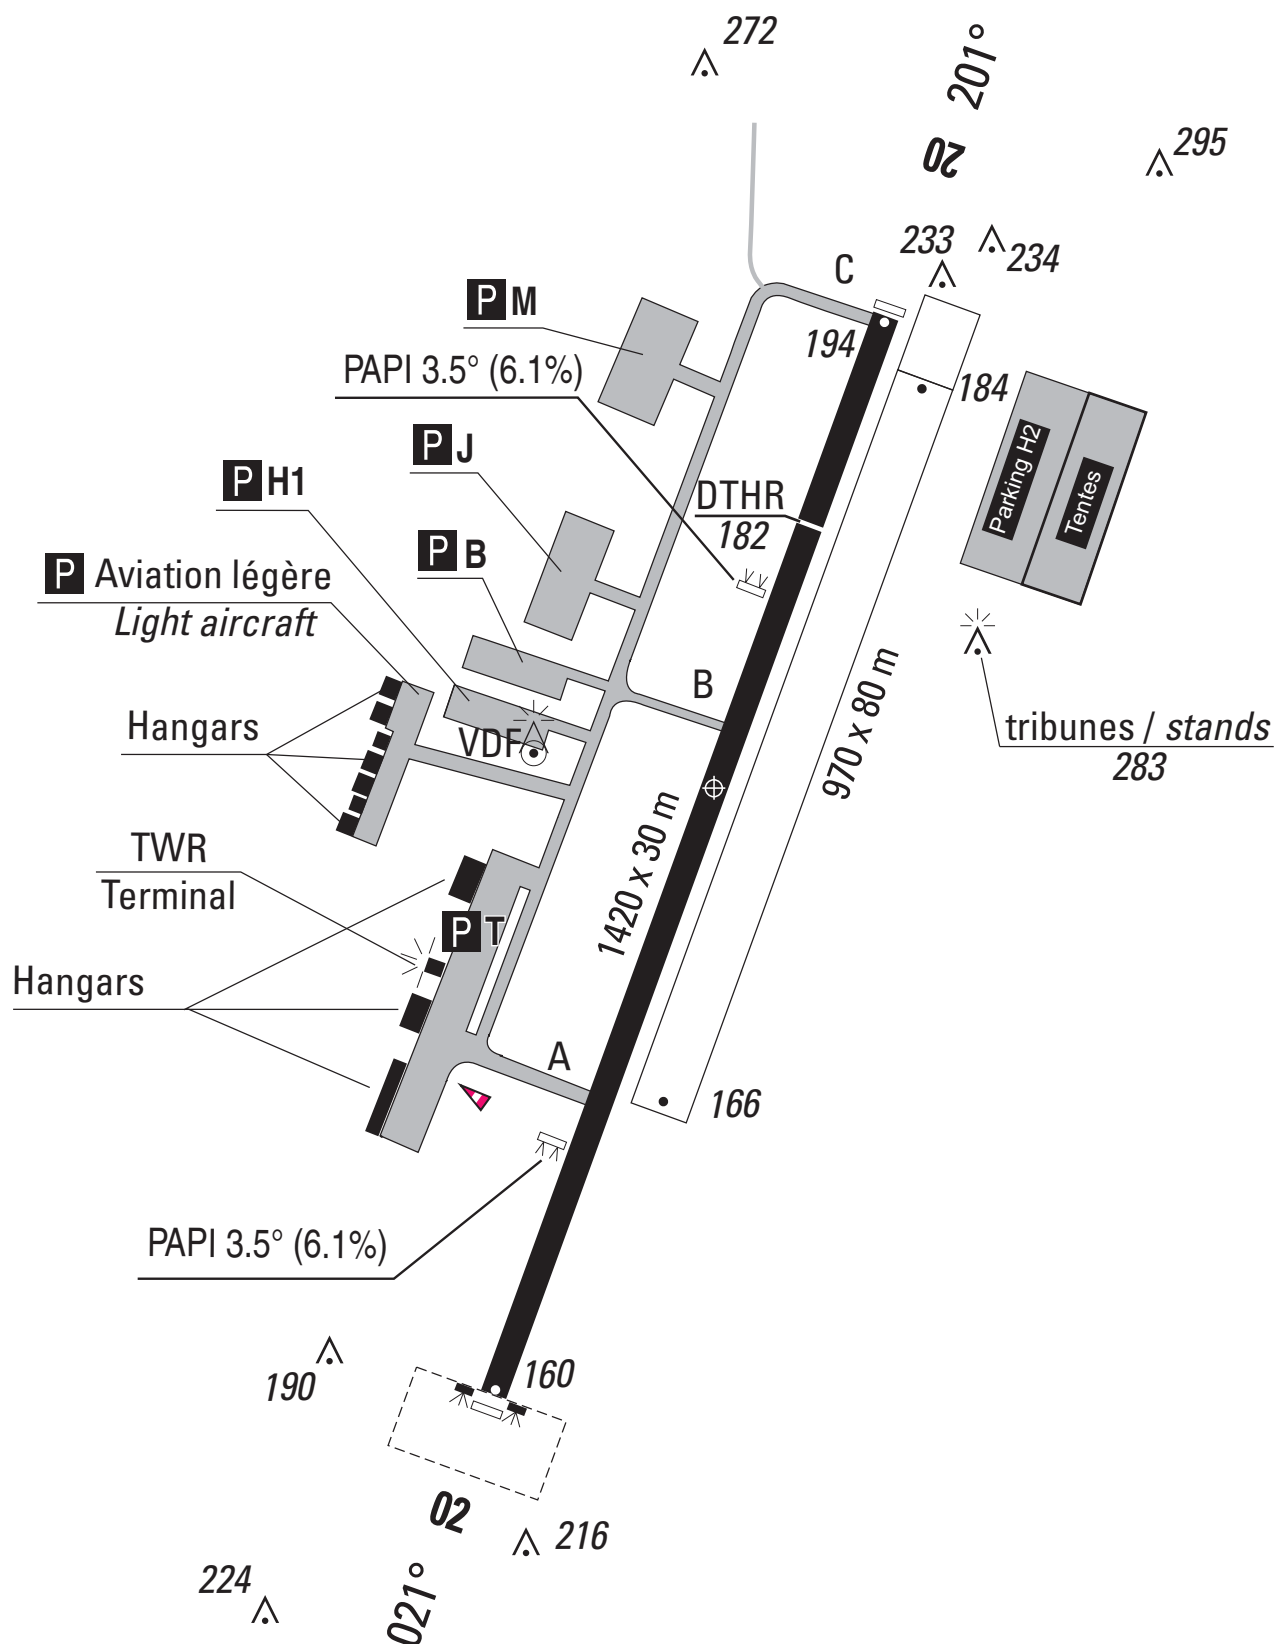 272
201°
20
295
233
234
C
P M
194
PAPI 3.5° (6.1%)
184
P J
Parking H2
Tentes
P H1
DTHR
182
P B
P Aviation légère
Light aircraft
B
Hangars
VDF
970 x 80 m
tribunes / stands
283
1420 x 30 m
TWR
Terminal
P T
Hangars
A
166
PAPI 3.5° (6.1%)
190
160
02
216
021°
224